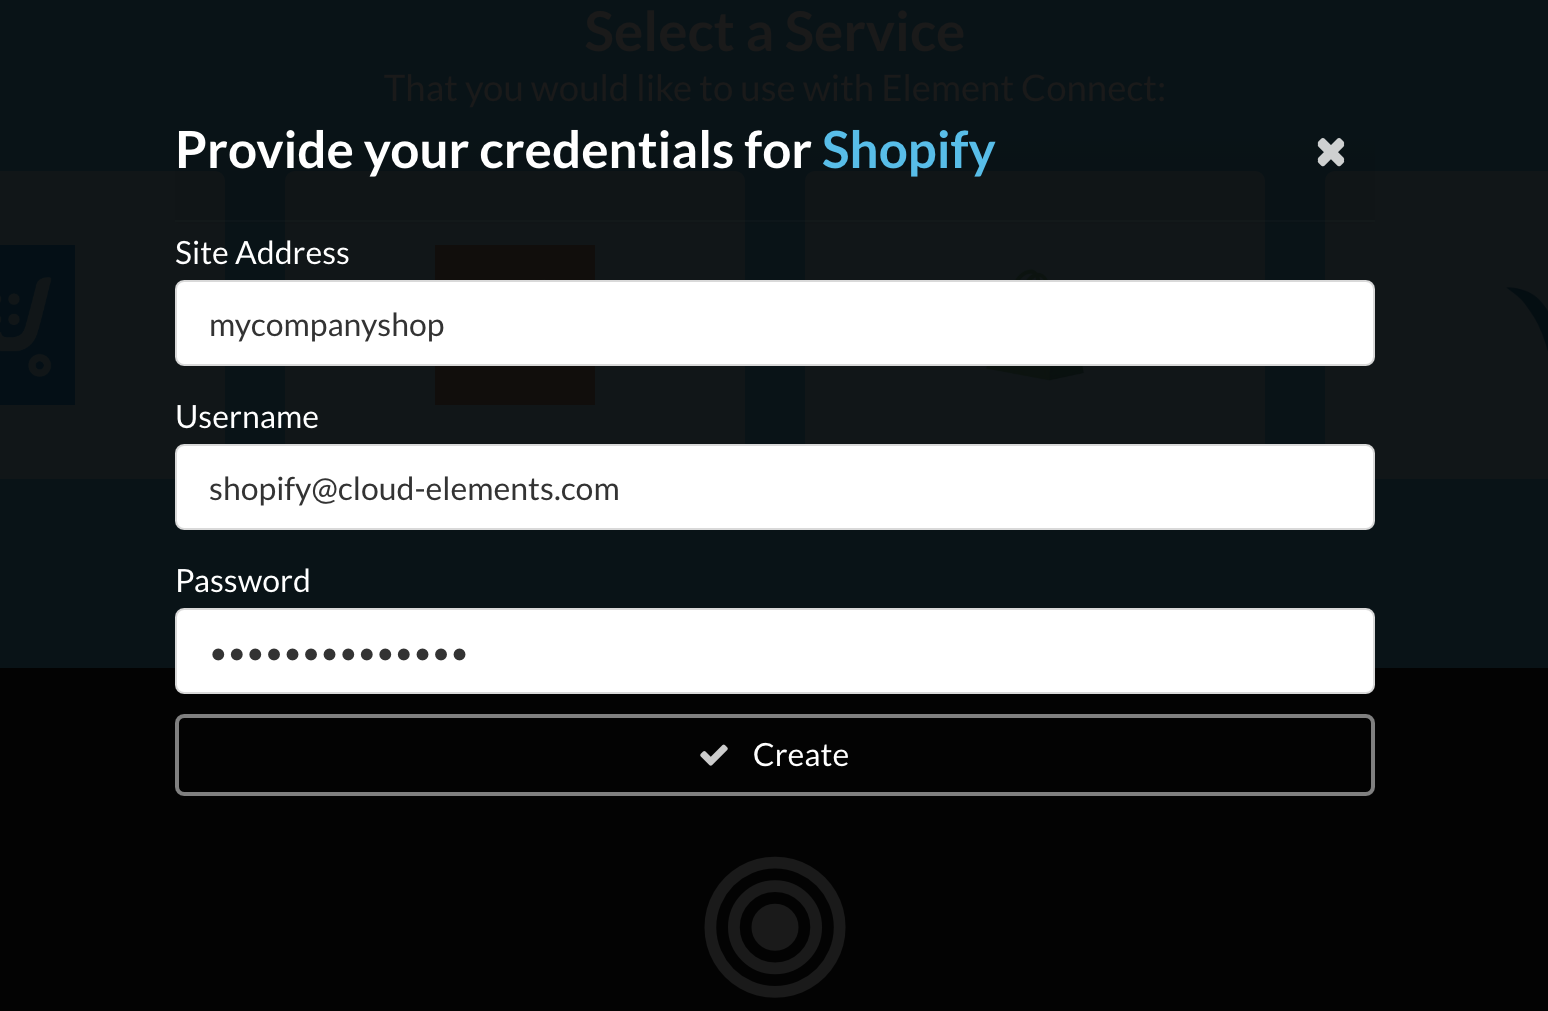 Select a Service
That you would like to use with Element Connect:
Provide your credentials for Shopify
Site Address
mycompanyshop
Username
shopify@cloud-elements.com
Password
••••••••••••••
Create